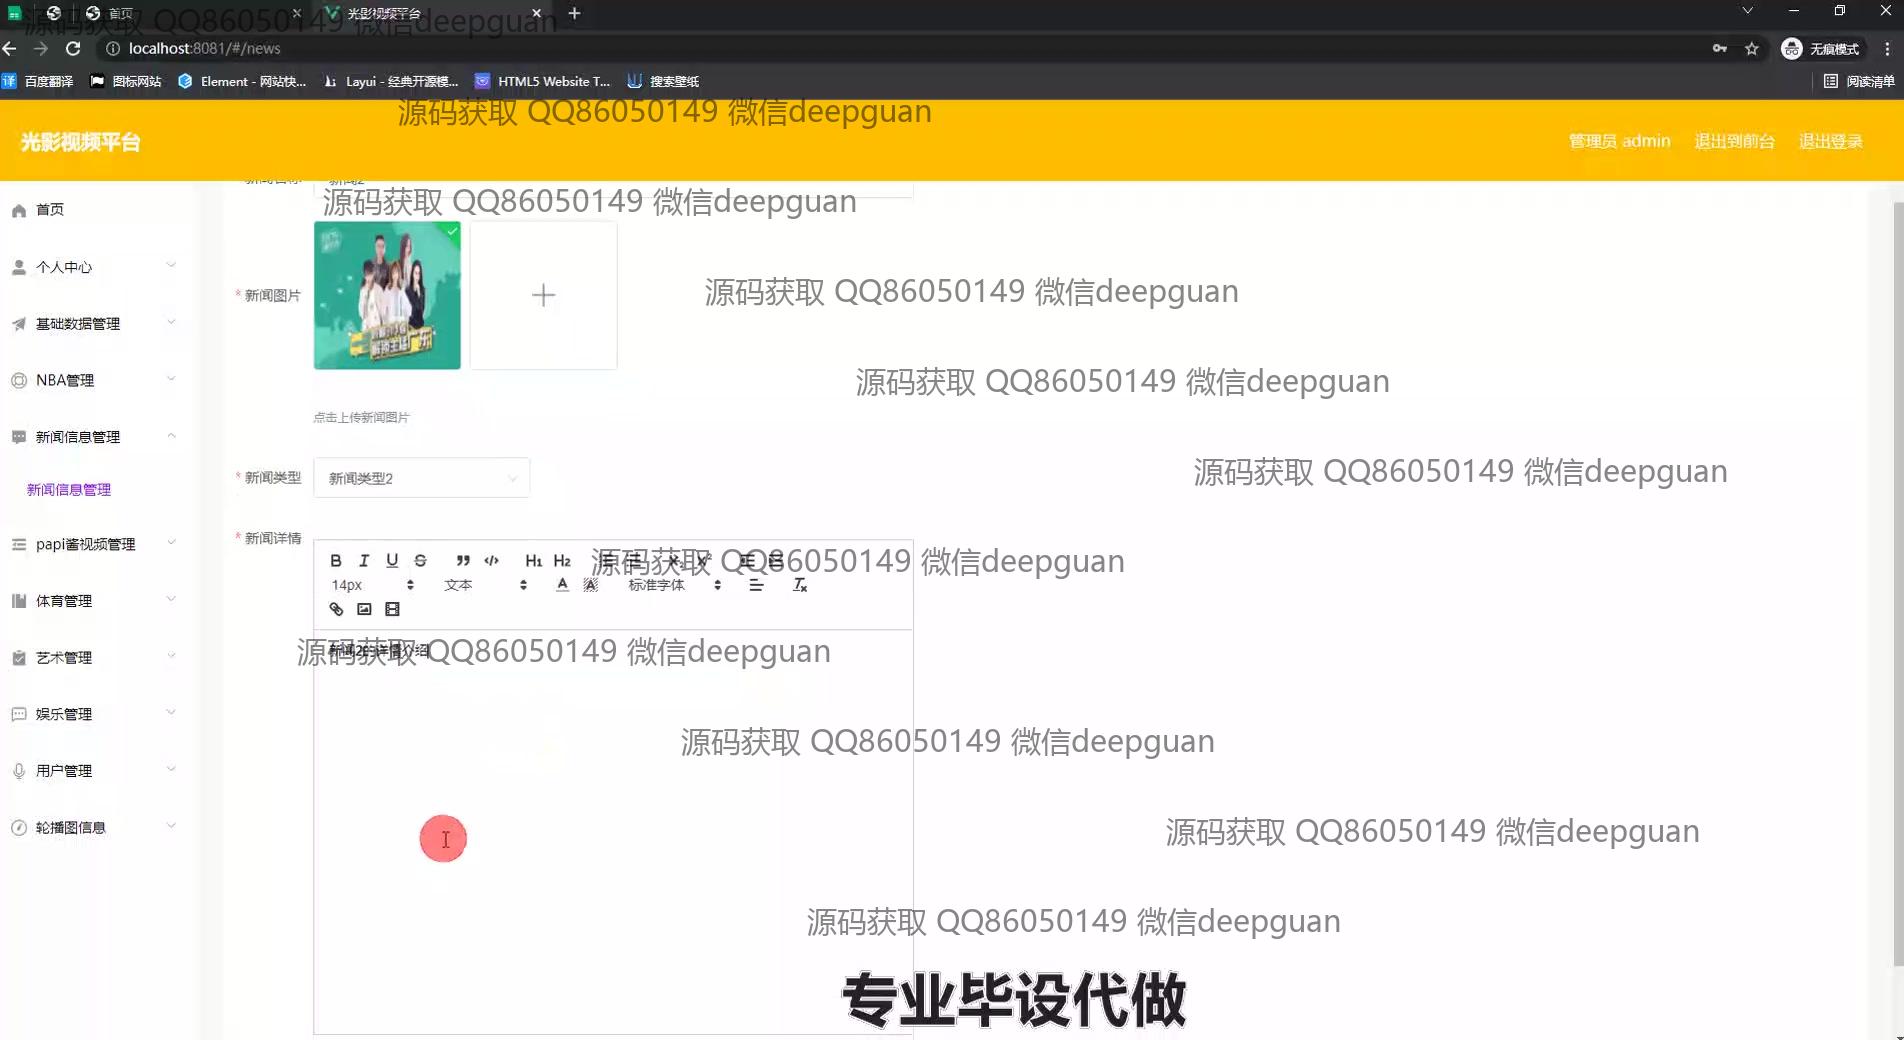 首页
光影视频平台
源码获取 QQ86050149 微信deepguan
localhost:8081/#/news
无痕模式
百度翻译
图标网站
Element - 网站快...
Layui - 经典开源模...
HTML5 Website T...
搜索壁纸
阅读清单
源码获取 QQ86050149 微信deepguan
光影视频平台
管理员 admin
退出到前台
退出登录
源码获取 QQ86050149 微信deepguan
首页
个人中心
基础数据管理
NBA管理
新闻信息管理
新闻信息管理
papi酱视频管理
体育管理
艺术管理
娱乐管理
用户管理
轮播图信息
* 新闻图片
源码获取 QQ86050149 微信deepguan
源码获取 QQ86050149 微信deepguan
点击上传新闻图片
源码获取 QQ86050149 微信deepguan
* 新闻类型
新闻类型2
* 新闻详情
B I U S H1 H2
源码获取 QQ86050149 微信deepguan
14px 文本 A A 标准字体
新闻2的详情介绍
源码获取 QQ86050149 微信deepguan
源码获取 QQ86050149 微信deepguan
源码获取 QQ86050149 微信deepguan
源码获取 QQ86050149 微信deepguan
专业毕设代做